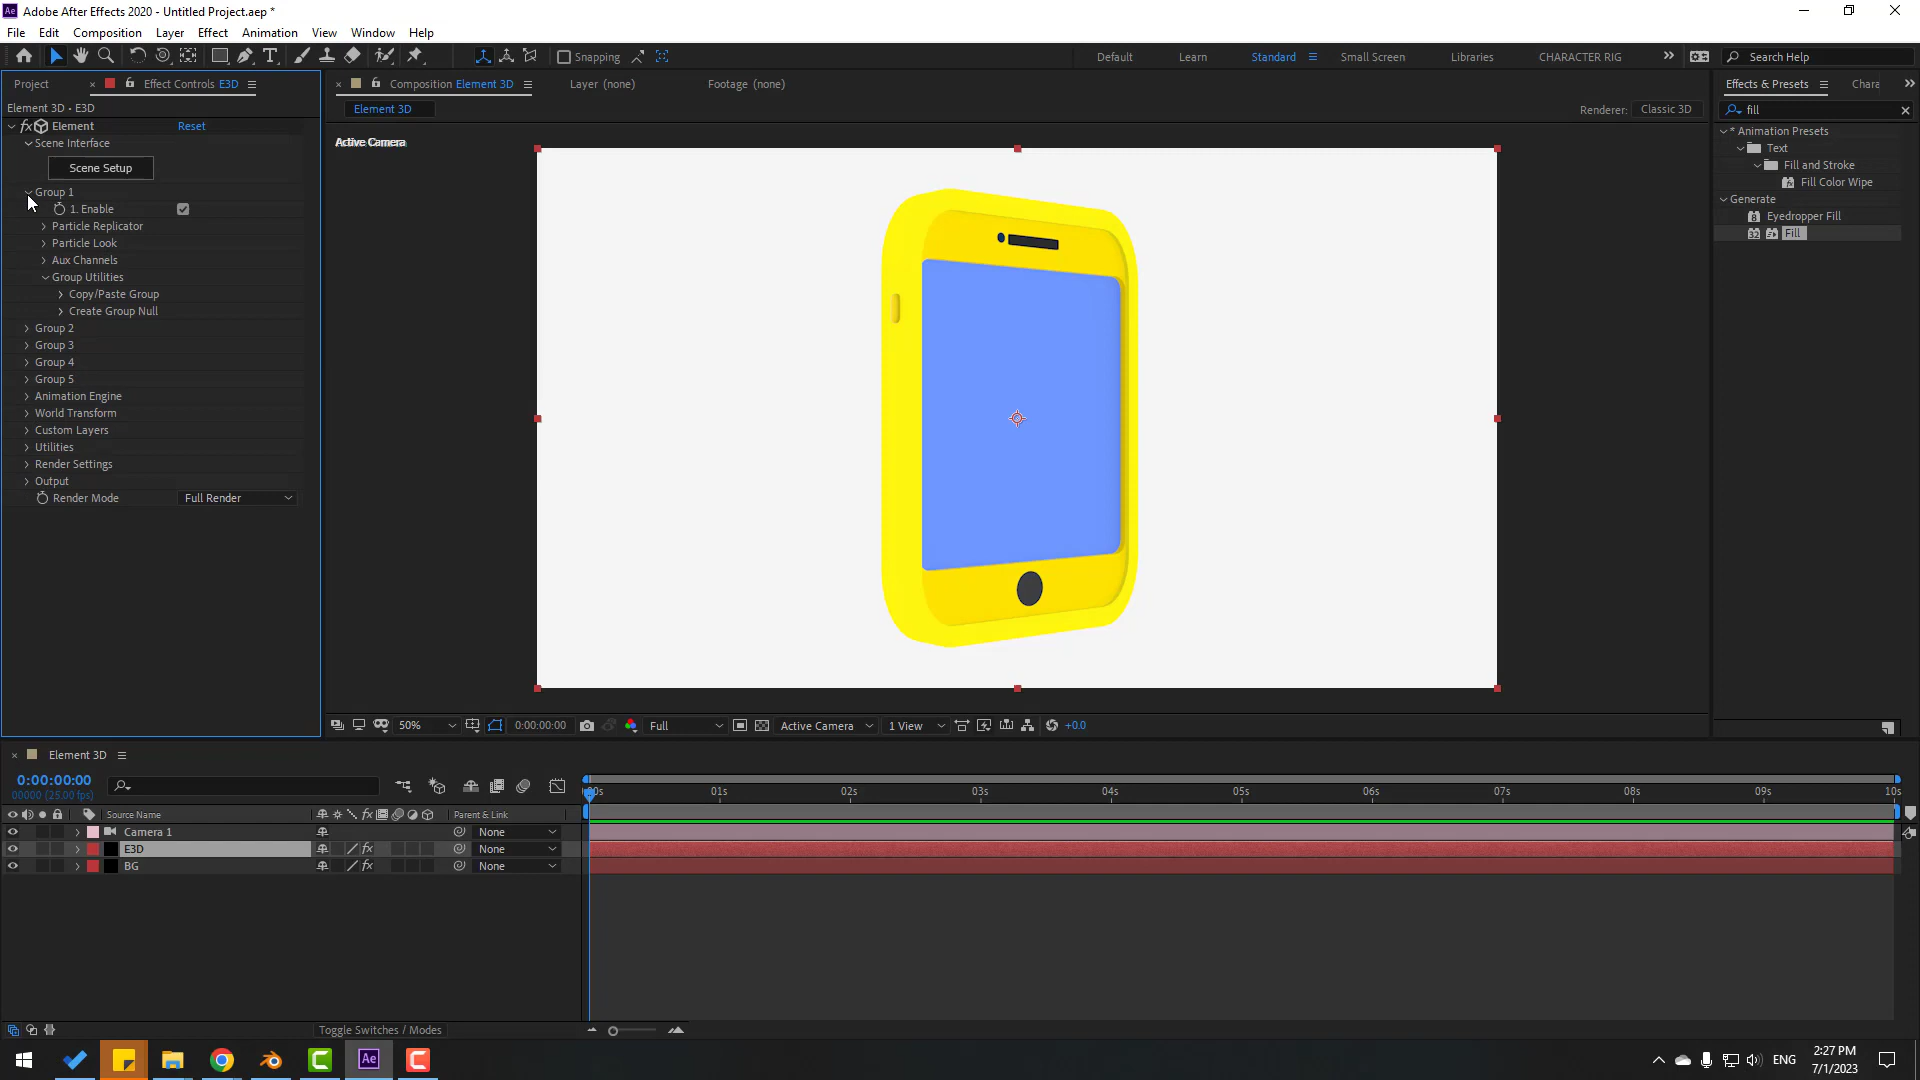 Adobe After Effects 2020 - Untitled Project.aep *
File Edit Composition Layer Effect Animation View Window Help
Snapping Default Learn Standard Small Screen Libraries CHARACTER RIG Search Help
Project Effect Controls E3D Composition Element 3D Layer (none) Footage (none) Effects & Presets Chara
Element 3D • E3D Element 3D Renderer: Classic 3D fill
Element Reset
Scene Interface
Scene Setup
Group 1
1. Enable
Particle Replicator
Particle Look
Aux Channels
Group Utilities
Copy/Paste Group
Create Group Null
Group 2
Group 3
Group 4
Group 5
Animation Engine
World Transform
Custom Layers
Utilities
Render Settings
Output
Render Mode Full Render
Active Camera
* Animation Presets
Text
Fill and Stroke
Fill Color Wipe
Generate
Eyedropper Fill
Fill
50% 0:00:00:00 Full Active Camera 1 View +0.0
Element 3D
0:00:00:00
00000 (25.00 fps)
00s 01s 02s 03s 04s 05s 06s 07s 08s 09s 10s
Source Name Parent & Link
Camera 1 None
E3D None
BG None
Toggle Switches / Modes
Ae ENG 2:27 PM
7/1/2023